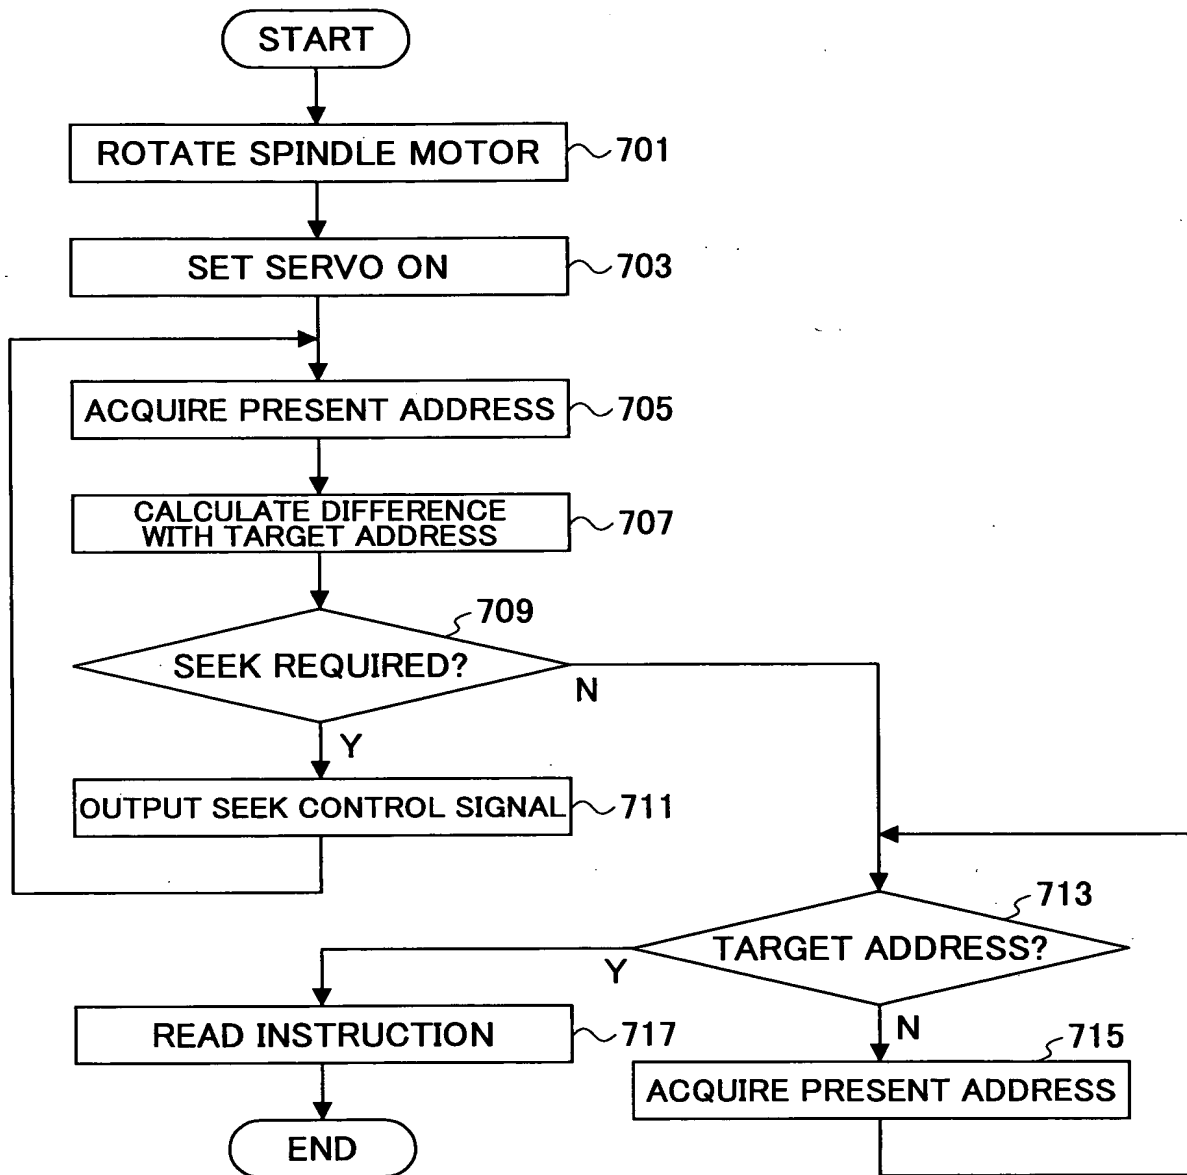 START
ROTATE SPINDLE MOTOR 701
SET SERVO ON 703
ACQUIRE PRESENT ADDRESS 705
CALCULATE DIFFERENCE
WITH TARGET ADDRESS 707
709
SEEK REQUIRED?
N
Y
OUTPUT SEEK CONTROL SIGNAL 711
713
TARGET ADDRESS?
Y
N
READ INSTRUCTION 717
715
ACQUIRE PRESENT ADDRESS
END